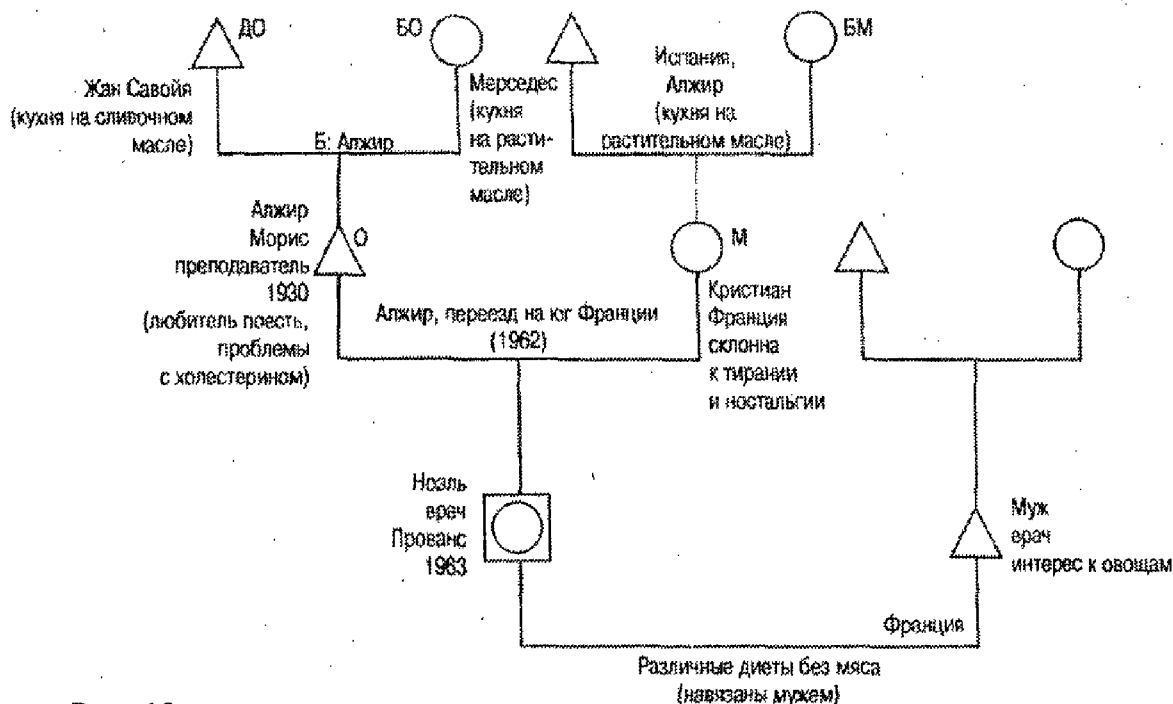 ДО
БО
БМ
Жан Савойя
(кухня на сливочном
масле)
Б: Алжир
Мерседес
(кухня
на расти-
тельном
масле)
Испания,
Алжир
(кухня на
растительном масле)
Алжир
Морис
преподаватель
1930
(любитель поесть,
проблемы
с холестерином)
О
Алжир, переезд на юг Франции
(1962)
М
Кристиан
Франция
склонна
к тирании
и ностальгии
Ноэль
врач
Прованс
1963
Муж
врач
интерес к овощам
Франция
Различные диеты без мяса
(навязаны мужем)